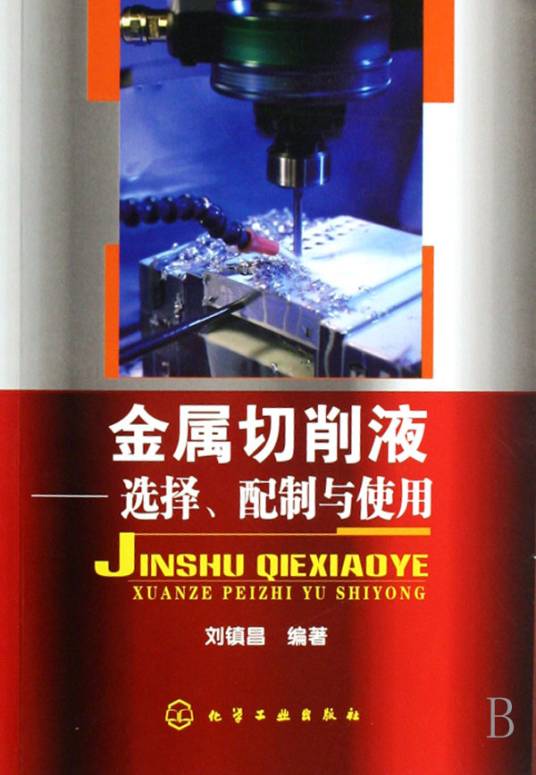 金属切削液
——选择、配制与使用
JINSHU QIEXIAOYE
XUANZE PEIZHI YU SHIYONG
刘镇昌 编著
化学工业出版社
B